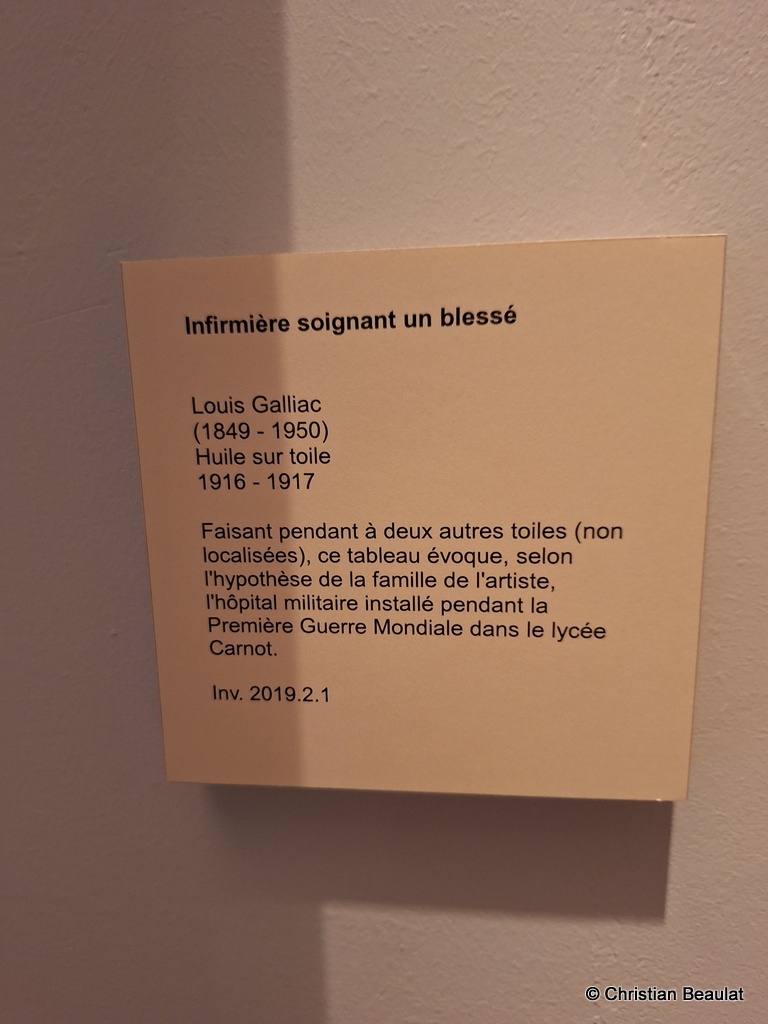 Infirmière soignant un blessé
Louis Galliac
(1849 - 1950)
Huile sur toile
1916 - 1917
Faisant pendant à deux autres toiles (non
localisées), ce tableau évoque, selon
l'hypothèse de la famille de l'artiste,
l'hôpital militaire installé pendant la
Première Guerre Mondiale dans le lycée
Carnot.
Inv. 2019.2.1
© Christian Beaulat